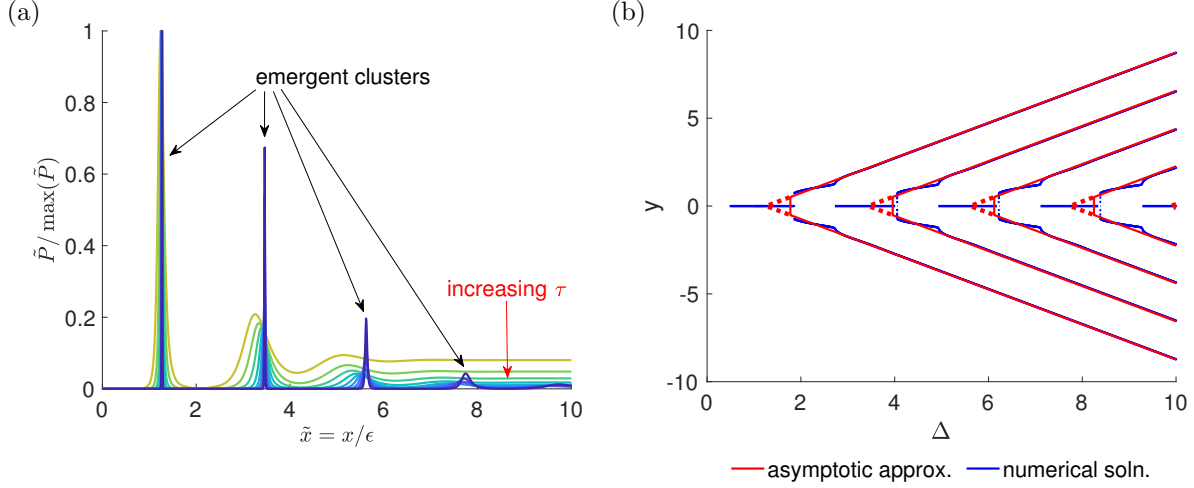 (a)
1
0.8
0.6
0.4
0.2
0
P̃/ max(P̃)
emergent clusters
increasing τ
0 2 4 6 8 10
x̃ = x/ϵ
(b)
10
5
0
-5
-10
y
0 2 4 6 8 10
Δ
asymptotic approx. numerical soln.